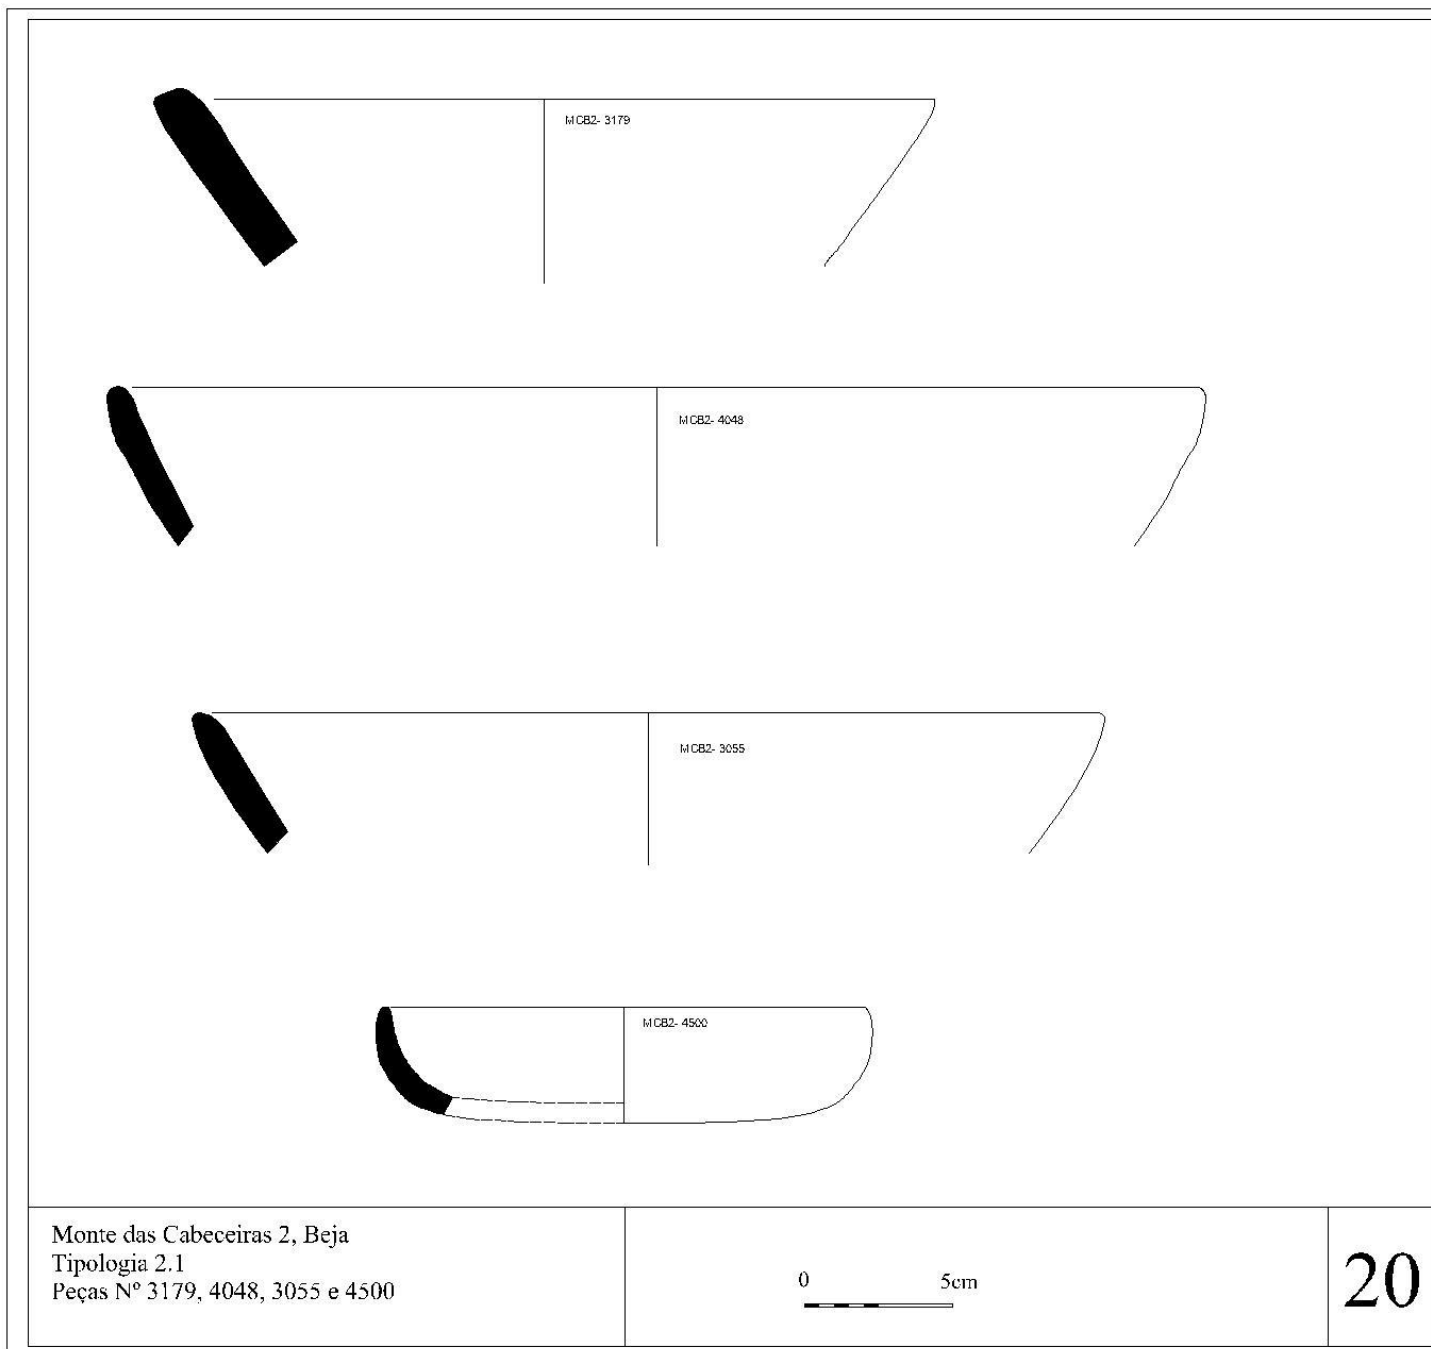 MCB2- 3179
MCB2- 4048
MCB2- 3055
MCB2- 4500
Monte das Cabeceiras 2, Beja
Tipologia 2.1
Peças Nº 3179, 4048, 3055 e 4500
0 5cm
20